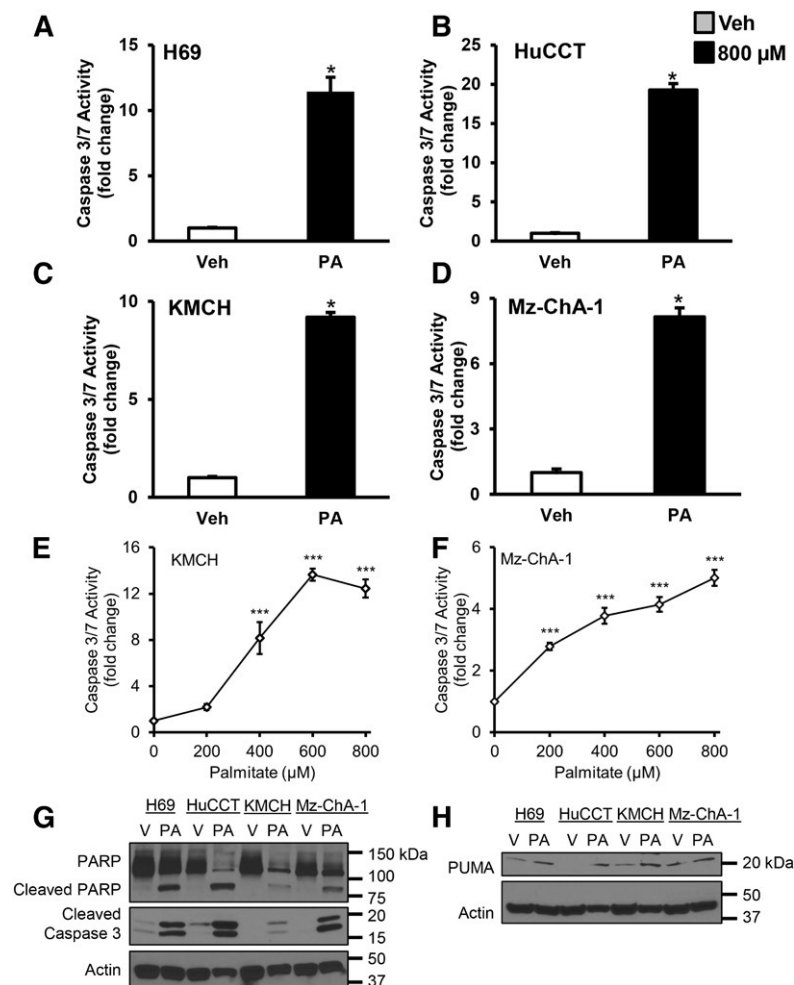 A
H69
Caspase 3/7 Activity
(fold change)
15
10
5
0
*
Veh
PA
B
HuCCT
Veh
800 µM
Caspase 3/7 Activity
(fold change)
25
20
15
10
5
0
*
Veh
PA
C
KMCH
Caspase 3/7 Activity
(fold change)
10
5
0
*
Veh
PA
D
Mz-ChA-1
Caspase 3/7 Activity
(fold change)
9
6
3
0
*
Veh
PA
E
KMCH
Caspase 3/7 Activity
(fold change)
16
12
8
4
0
***
***
***
0 200 400 600 800
Palmitate (µM)
F
Mz-ChA-1
Caspase 3/7 Activity
(fold change)
6
4
2
0
***
***
***
***
0 200 400 600 800
Palmitate (µM)
G
H69 HuCCT KMCH Mz-ChA-1
V PA V PA V PA V PA
PARP
Cleaved PARP
150 kDa
100
75
Cleaved
Caspase 3
20
15
Actin
50
37
H
H69 HuCCT KMCH Mz-ChA-1
V PA V PA V PA V PA
PUMA
20 kDa
Actin
50
37